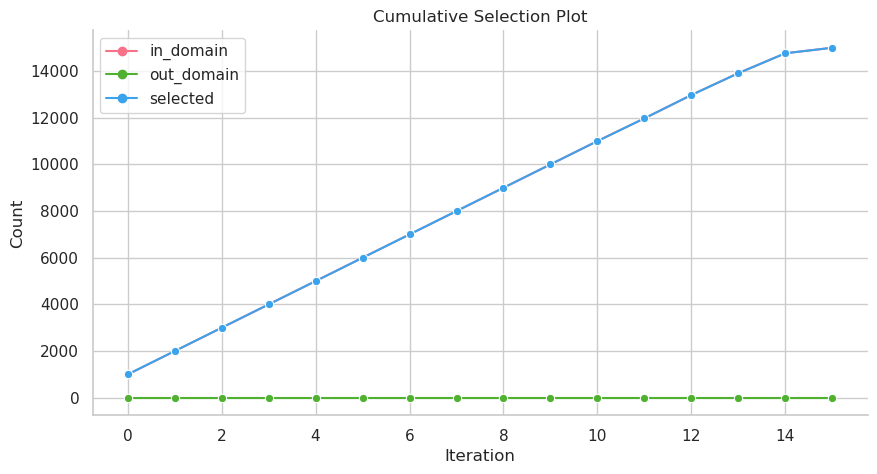 Cumulative Selection Plot
in_domain
out_domain
selected
14000
12000
10000
8000
6000
4000
2000
0
Count
0 2 4 6 8 10 12 14
Iteration